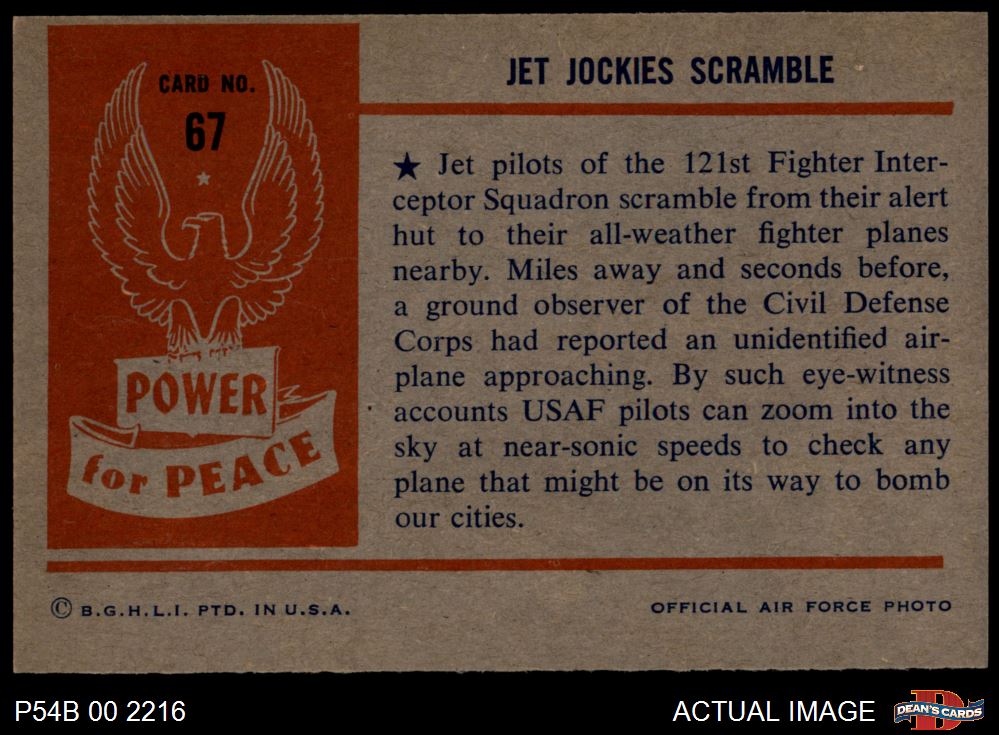 CARD NO.
67
POWER
for PEACE
JET JOCKIES SCRAMBLE
★ Jet pilots of the 121st Fighter Inter-
ceptor Squadron scramble from their alert
hut to their all-weather fighter planes
nearby. Miles away and seconds before,
a ground observer of the Civil Defense
Corps had reported an unidentified air-
plane approaching. By such eye-witness
accounts USAF pilots can zoom into the
sky at near-sonic speeds to check any
plane that might be on its way to bomb
our cities.
© B.G.H.L.I. PTD. IN U.S.A.
OFFICIAL AIR FORCE PHOTO
P54B 00 2216
ACTUAL IMAGE
D
DEAN'S CARDS